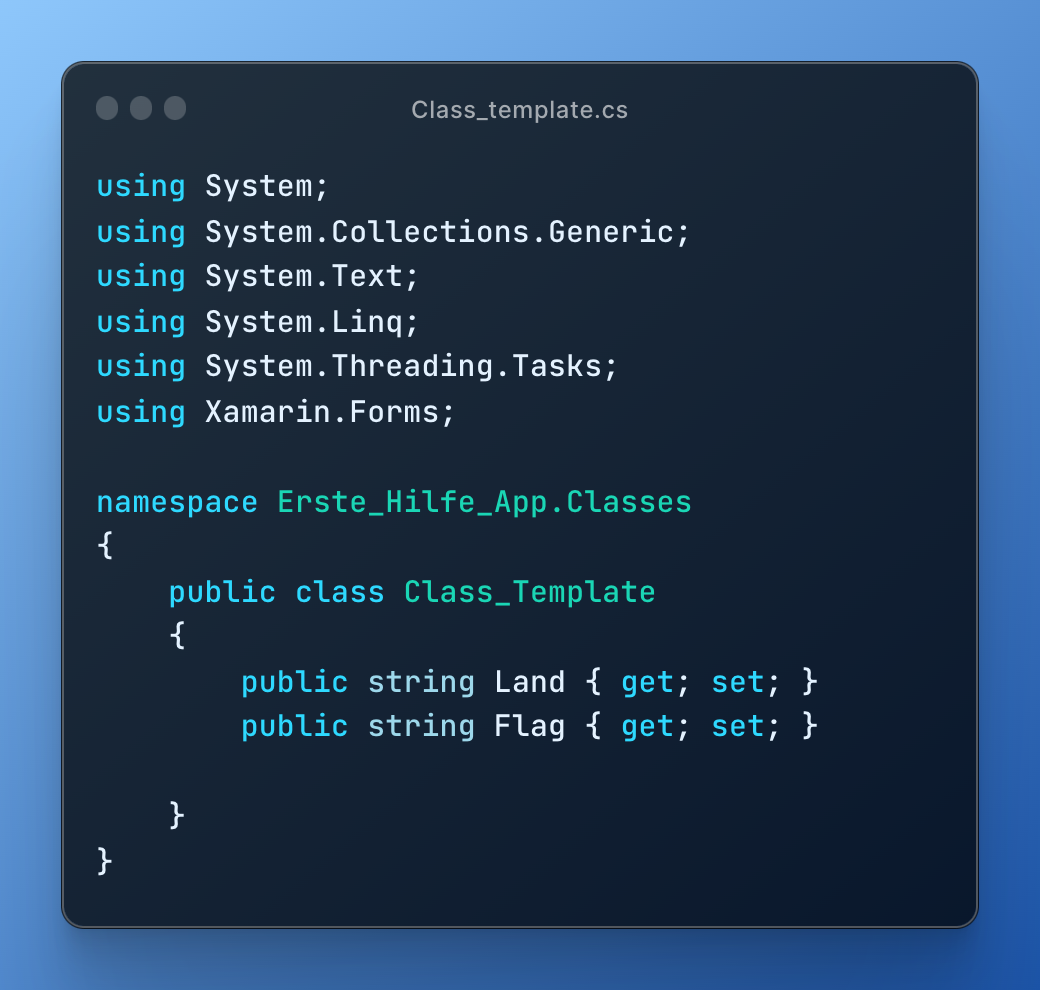 Class_template.cs
using System;
using System.Collections.Generic;
using System.Text;
using System.Linq;
using System.Threading.Tasks;
using Xamarin.Forms;
namespace Erste_Hilfe_App.Classes
{
    public class Class_Template
    {
        public string Land { get; set; }
        public string Flag { get; set; }
    }
}